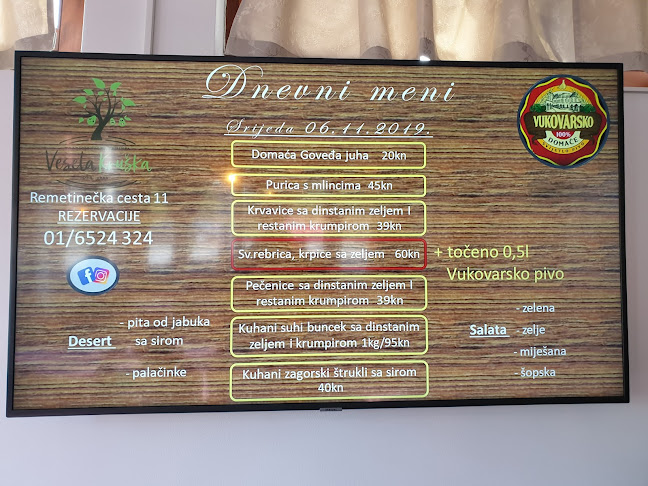 Dnevni meni
Srijeda 06.11.2019.
Vesela Kruška
Remetinečka cesta 11
REZERVACIJE
01/6524 324
VUKOVARSKO
100%
DOMAĆE
Domaća Goveđa juha 20kn
Purica s mlincima 45kn
Krvavice sa dinstanim zeljem I
restanim krumpirom 39kn
Sv.rebrica, krpice sa zeljem 60kn
+ točeno 0,5l
Vukovarsko pivo
Pečenice sa dinstanim zeljem I
restanim krumpirom 39kn
Kuhani suhi buncek sa dinstanim
zeljem i krumpirom 1kg/95kn
Kuhani zagorski štrukli sa sirom
40kn
Desert
- pita od jabuka
sa sirom
- palačinke
Salata
- zelena
- zelje
- miješana
- šopska